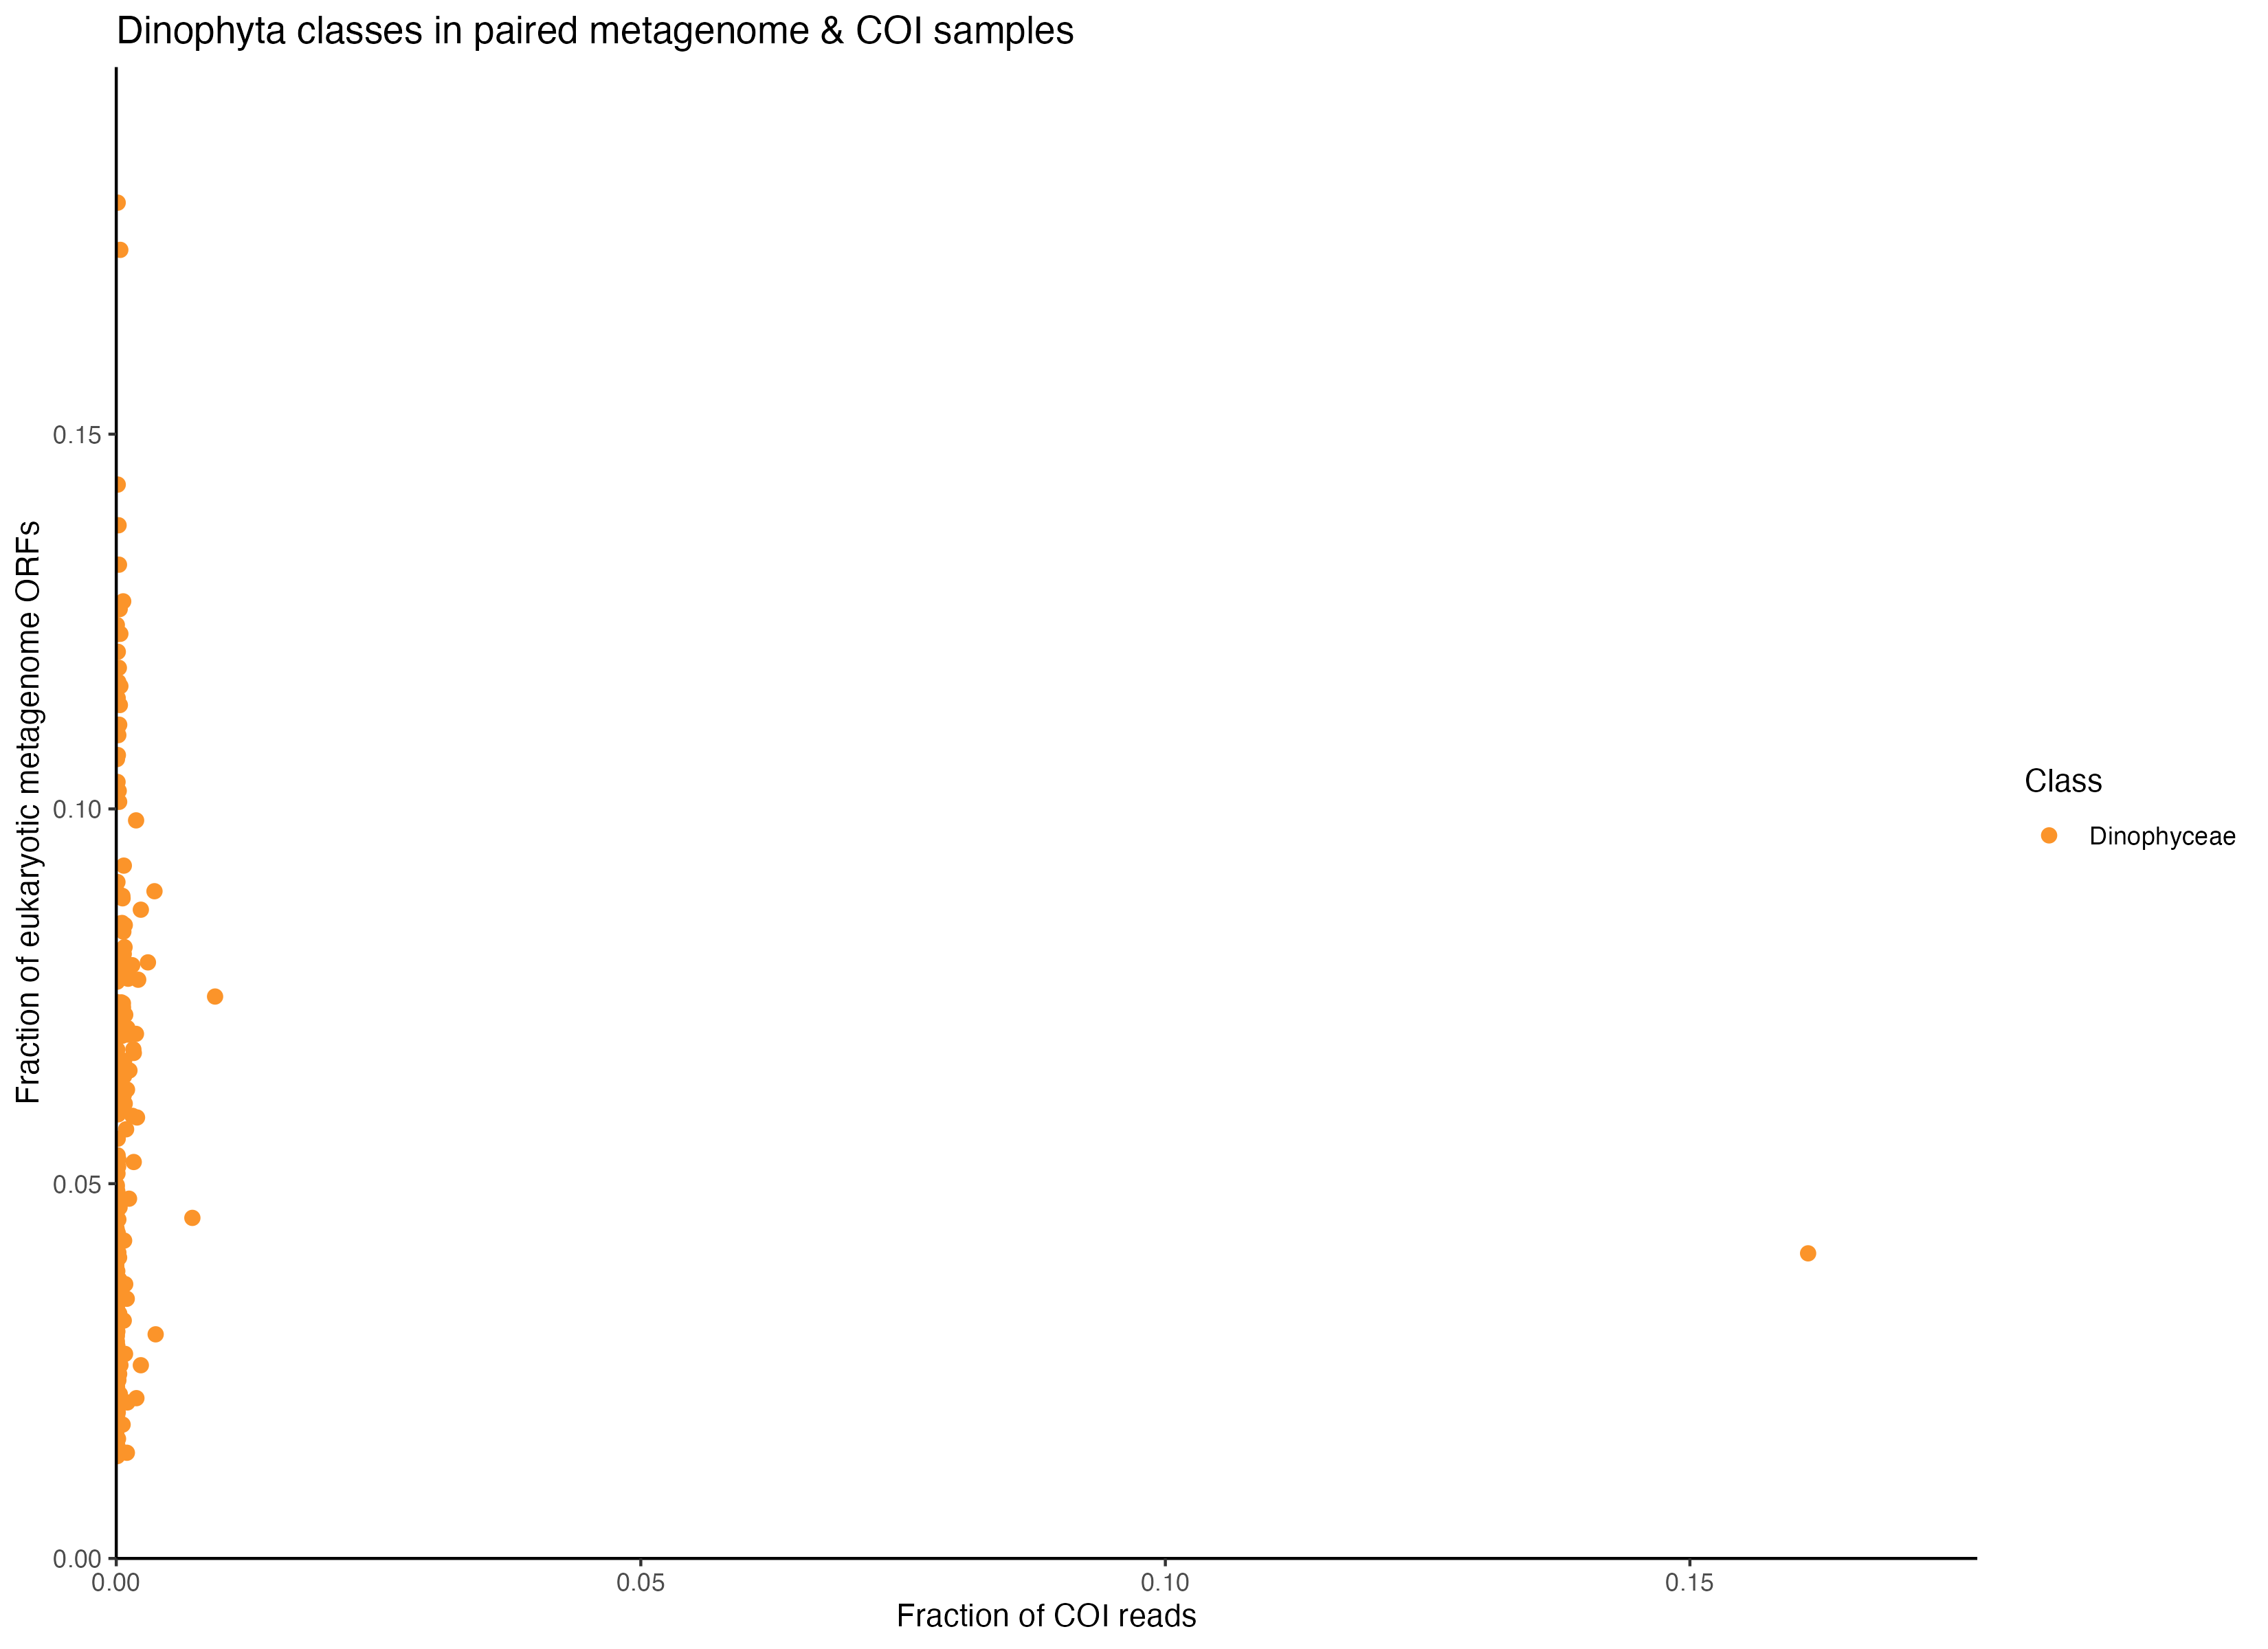 Dinophyta classes in paired metagenome & COI samples
Fraction of eukaryotic metagenome ORFs
0.15
0.10
0.05
0.00
0.00 0.05 0.10 0.15
Fraction of COI reads
Class
Dinophyceae